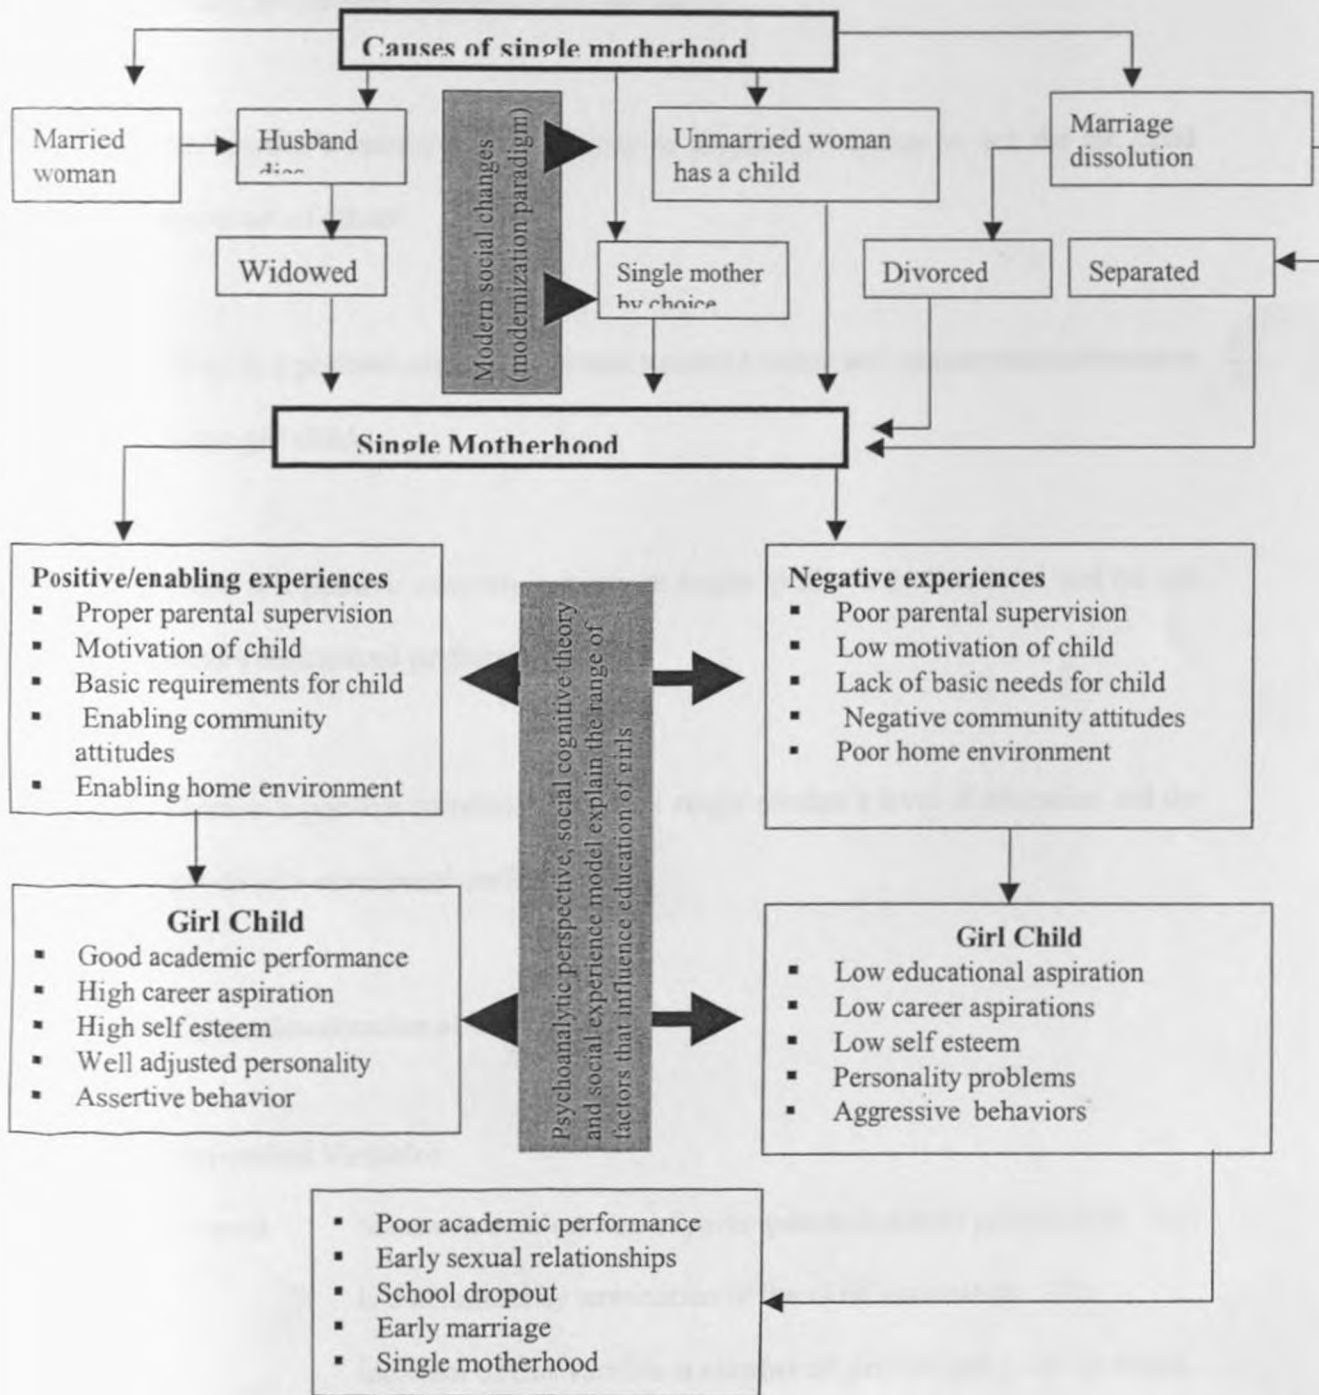 Causes of single motherhood
Married
woman
Husband
dies
Modern social changes
(modernization paradigm)
Unmarried woman
has a child
Marriage
dissolution
Widowed
Single mother
by choice
Divorced
Separated
Single Motherhood
Positive/enabling experiences
▪ Proper parental supervision
▪ Motivation of child
▪ Basic requirements for child
▪ Enabling community
attitudes
▪ Enabling home environment
Psychoanalytic perspective, social cognitive theory
and social experience model explain the range of
factors that influence education of girls
Negative experiences
▪ Poor parental supervision
▪ Low motivation of child
▪ Lack of basic needs for child
▪ Negative community attitudes
▪ Poor home environment
Girl Child
▪ Good academic performance
▪ High career aspiration
▪ High self esteem
▪ Well adjusted personality
▪ Assertive behavior
Girl Child
▪ Low educational aspiration
▪ Low career aspirations
▪ Low self esteem
▪ Personality problems
▪ Aggressive behaviors
▪ Poor academic performance
▪ Early sexual relationships
▪ School dropout
▪ Early marriage
▪ Single motherhood